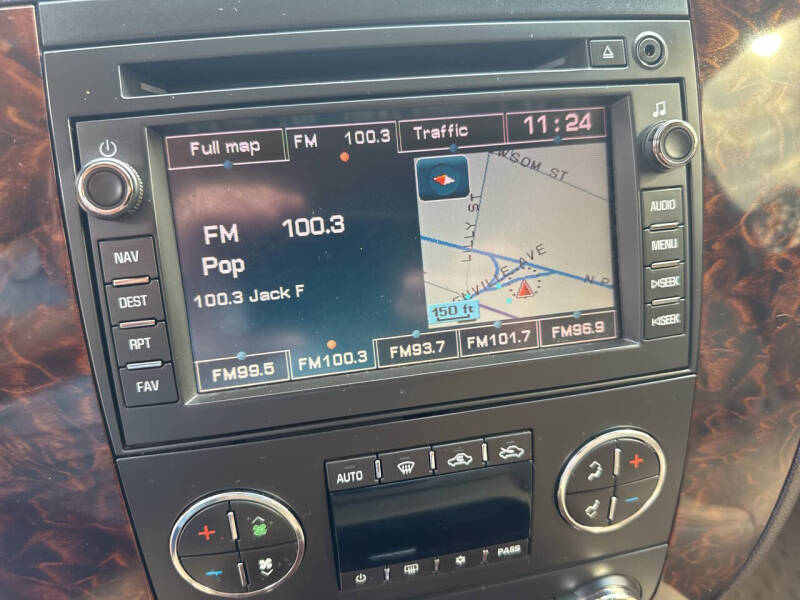 Full map FM 100.3 Traffic 11:24
FM 100.3
Pop
100.3 Jack F
LILLY ST
WSOM ST
NVILLE AVE
N P
150 ft
FM99.5 FM100.3 FM93.7 FM101.7 FM96.9
NAV
DEST
RPT
FAV
AUDIO
MENU
SEEK
SEEK
AUTO
PASS